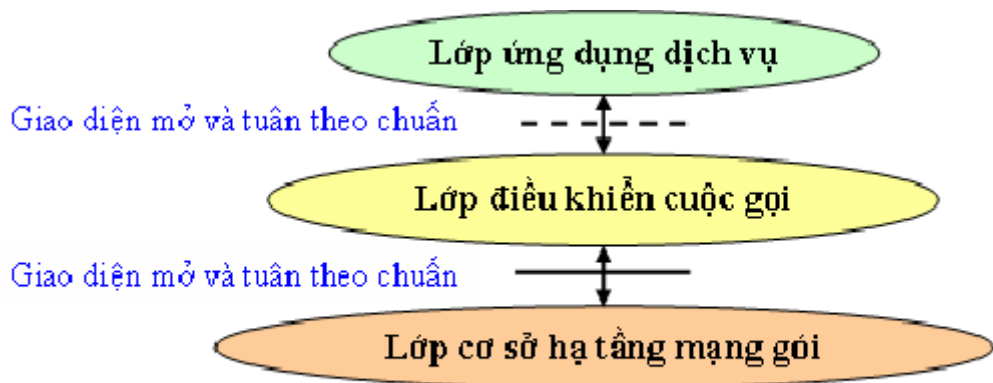 Lớp ứng dụng dịch vụ
Giao diện mở và tuân theo chuẩn
Lớp điều khiển cuộc gọi
Giao diện mở và tuân theo chuẩn
Lớp cơ sở hạ tầng mạng gói